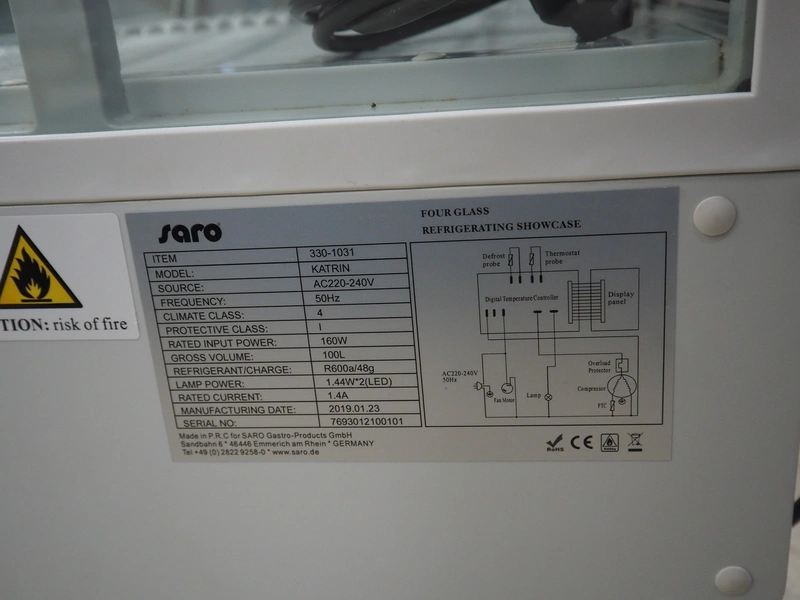 saro
FOUR GLASS
REFRIGERATING SHOWCASE
ITEM 330-1031
MODEL: KATRIN
SOURCE: AC220-240V
FREQUENCY: 50Hz
CLIMATE CLASS: 4
PROTECTIVE CLASS: I
RATED INPUT POWER: 160W
GROSS VOLUME: 100L
REFRIGERANT/CHARGE: R600a/48g
LAMP POWER: 1.44W*2(LED)
RATED CURRENT: 1.4A
MANUFACTURING DATE: 2019.01.23
SERIAL NO: 7693012100101
Made in P.R.C for SARO Gastro-Products GmbH
Sandbahn 6 * 46446 Emmerich am Rhein * GERMANY
Tel +49 (0) 2822 9258-0 * www.saro.de
Defrost probe
Thermostat probe
Digital Temperature Controller
Display panel
AC220-240V
50Hz
Fan Motor
Lamp
Overload Protector
Compressor
PTC
RoHS
CE
TION: risk of fire